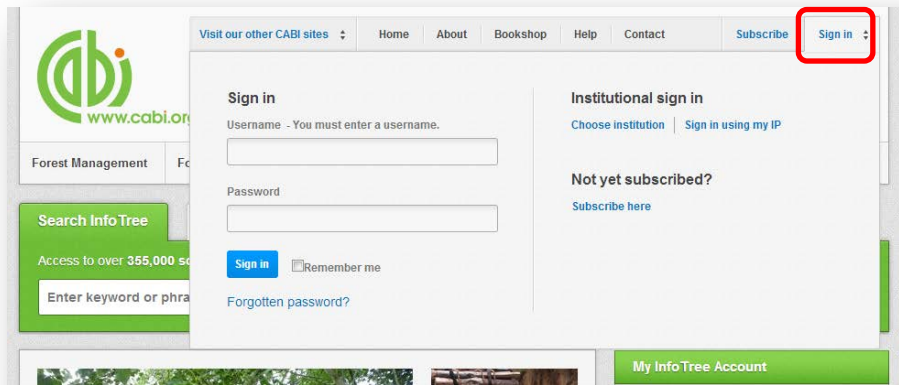 Visit our other CABI sites Home About Bookshop Help Contact Subscribe Sign in
cabi
www.cabi.or
Sign in
Username - You must enter a username.
Password
Sign in Remember me
Forgotten password?
Institutional sign in
Choose institution Sign in using my IP
Not yet subscribed?
Subscribe here
Forest Management
Search InfoTree
Access to over 355,000
Enter keyword or phra
My InfoTree Account